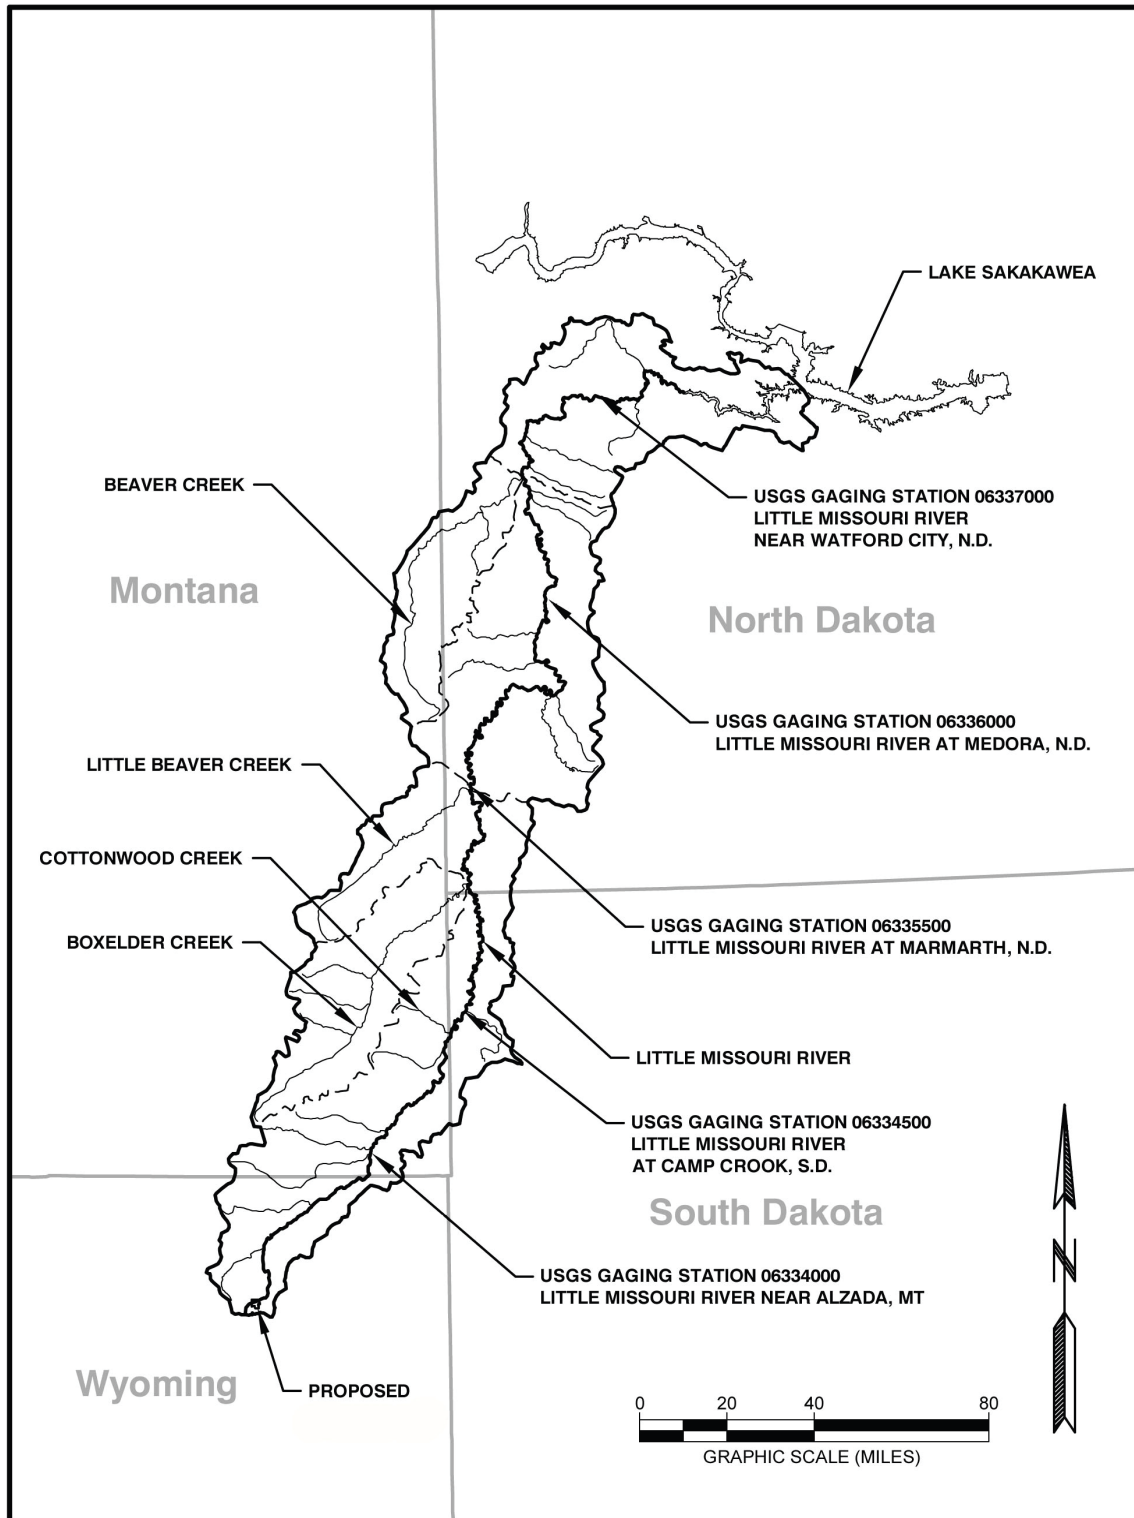 LAKE SAKAKAWEA
BEAVER CREEK
USGS GAGING STATION 06337000
LITTLE MISSOURI RIVER
NEAR WATFORD CITY, N.D.
Montana
North Dakota
USGS GAGING STATION 06336000
LITTLE MISSOURI RIVER AT MEDORA, N.D.
LITTLE BEAVER CREEK
COTTONWOOD CREEK
BOXELDER CREEK
USGS GAGING STATION 06335500
LITTLE MISSOURI RIVER AT MARMARTH, N.D.
LITTLE MISSOURI RIVER
USGS GAGING STATION 06334500
LITTLE MISSOURI RIVER
AT CAMP CROOK, S.D.
South Dakota
N
USGS GAGING STATION 06334000
LITTLE MISSOURI RIVER NEAR ALZADA, MT
Wyoming
PROPOSED
0 20 40 80
GRAPHIC SCALE (MILES)